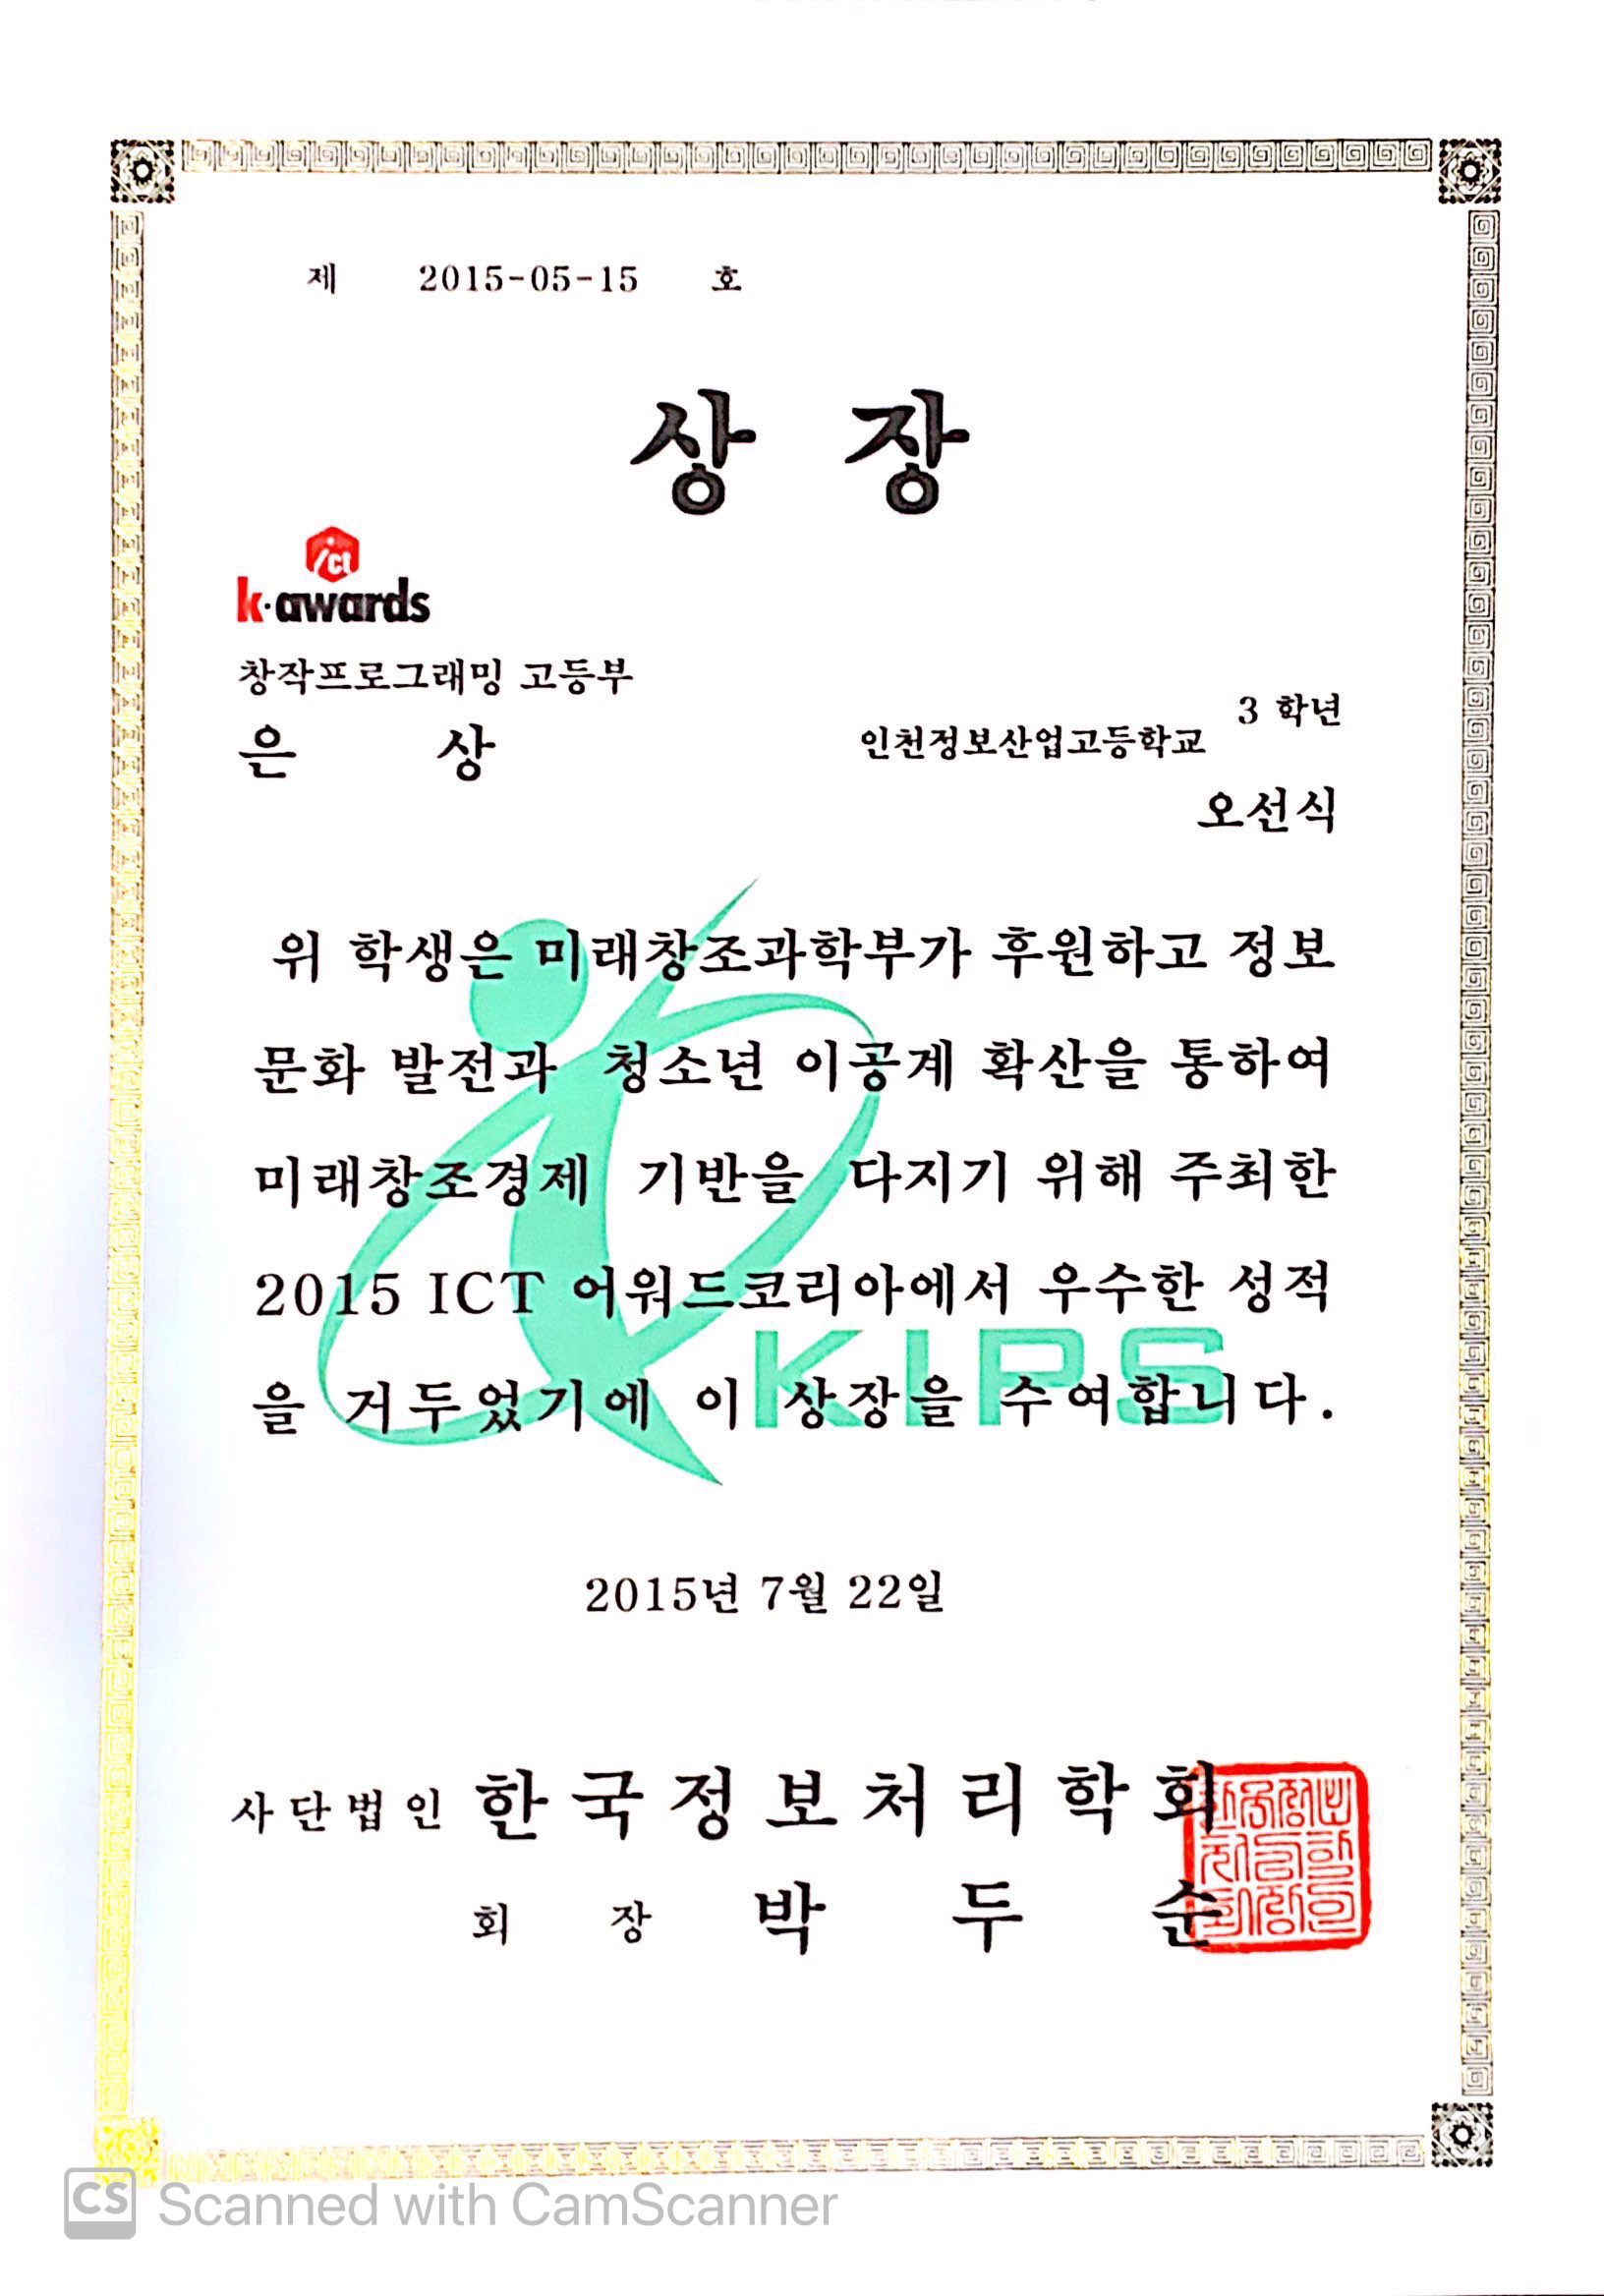 제 2015-05-15 호
상 장
ict
k·awards
창작프로그래밍 고등부
은 상
3 학년
인천정보산업고등학교
오선식
위 학생은 미래창조과학부가 후원하고 정보
문화 발전과 청소년 이공계 확산을 통하여
미래창조경제 기반을 다지기 위해 주최한
2015 ICT 어워드코리아에서 우수한 성적
을 거두었기에 이 상장을 수여합니다.
KIPS
2015년 7월 22일
사단법인 한국정보처리학회
회 장 박 두 순
CS Scanned with CamScanner